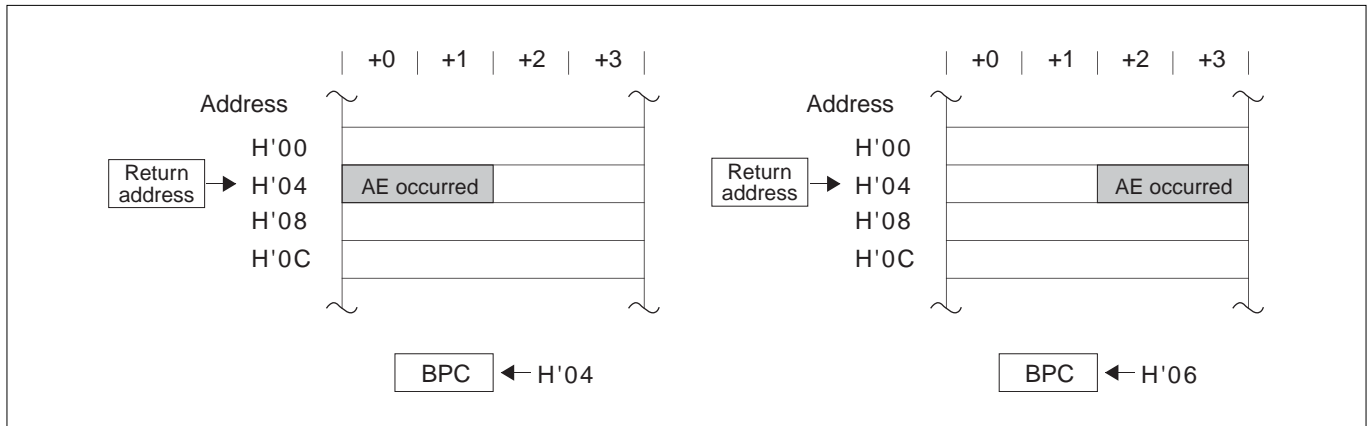 +0 +1 +2 +3
Address
H'00
Return address
H'04 AE occurred
H'08
H'0C
BPC H'04
+0 +1 +2 +3
Address
H'00
Return address
H'04 AE occurred
H'08
H'0C
BPC H'06